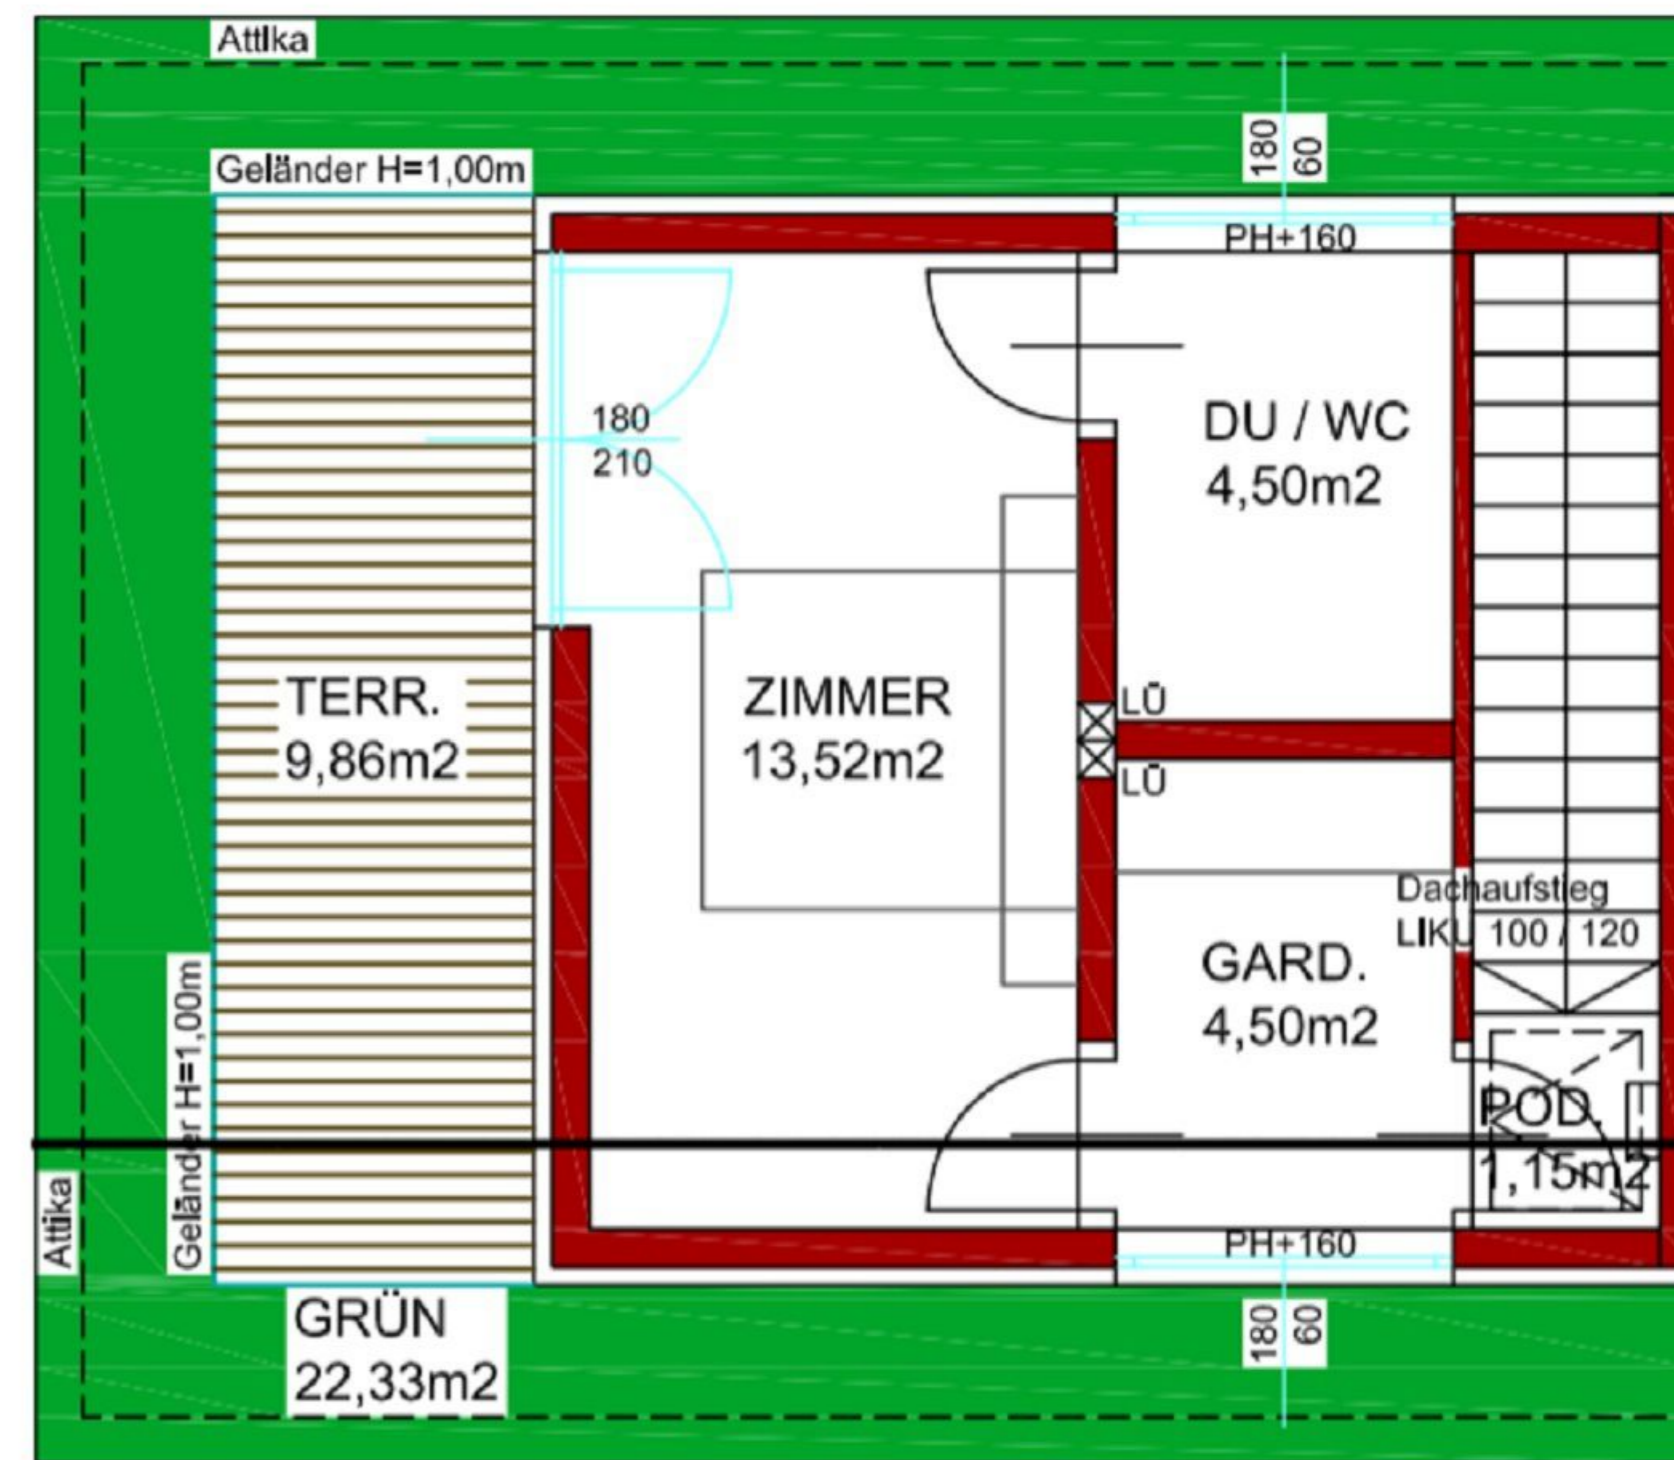 Attika
Geländer H=1,00m
180
60
PH+160
180
210
DU / WC
4,50m2
TERR.
9,86m2
ZIMMER
13,52m2
LÜ
LÜ
Dachaufstieg
LIKU 100 / 120
GARD.
4,50m2
POD.
1,15m2
Geländer H=1,00m
Attika
PH+160
GRÜN
22,33m2
180
60